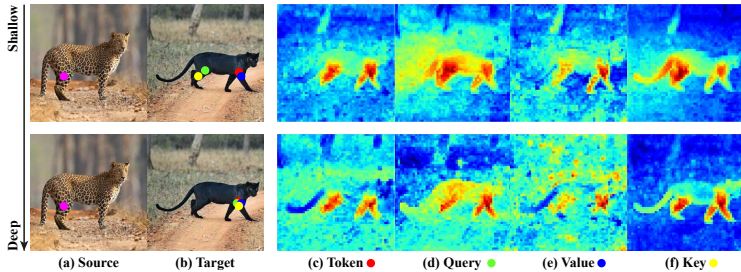 Shallow
Deep
(a) Source
(b) Target
(c) Token
(d) Query
(e) Value
(f) Key